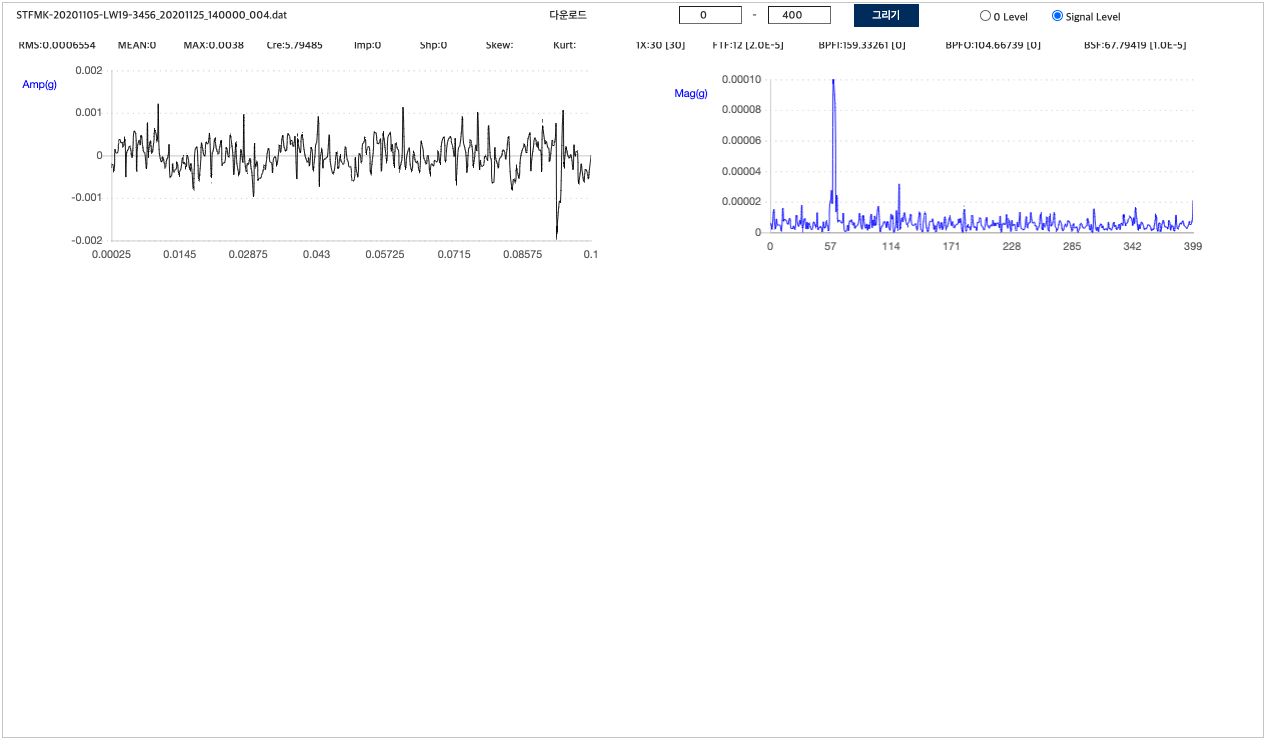 STFMK-20201105-LW19-3456_20201125_140000_004.dat 다운로드 0 - 400 그리기 0 Level Signal Level
RMS:0.0006554 MEAN:0 MAX:0.0038 Cre:5.79485 Imp:0 Shp:0 Skew: Kurt: 1X:30 [30] FTF:12 [2.0E-5] BPFI:159.33261 [0] BPFO:104.66739 [0] BSF:67.79419 [1.0E-5]
Amp(g)
0.002
0.001
0
-0.001
-0.002
0.00025 0.0145 0.02875 0.043 0.05725 0.0715 0.08575 0.1
Mag(g)
0.00010
0.00008
0.00006
0.00004
0.00002
0
0 57 114 171 228 285 342 399